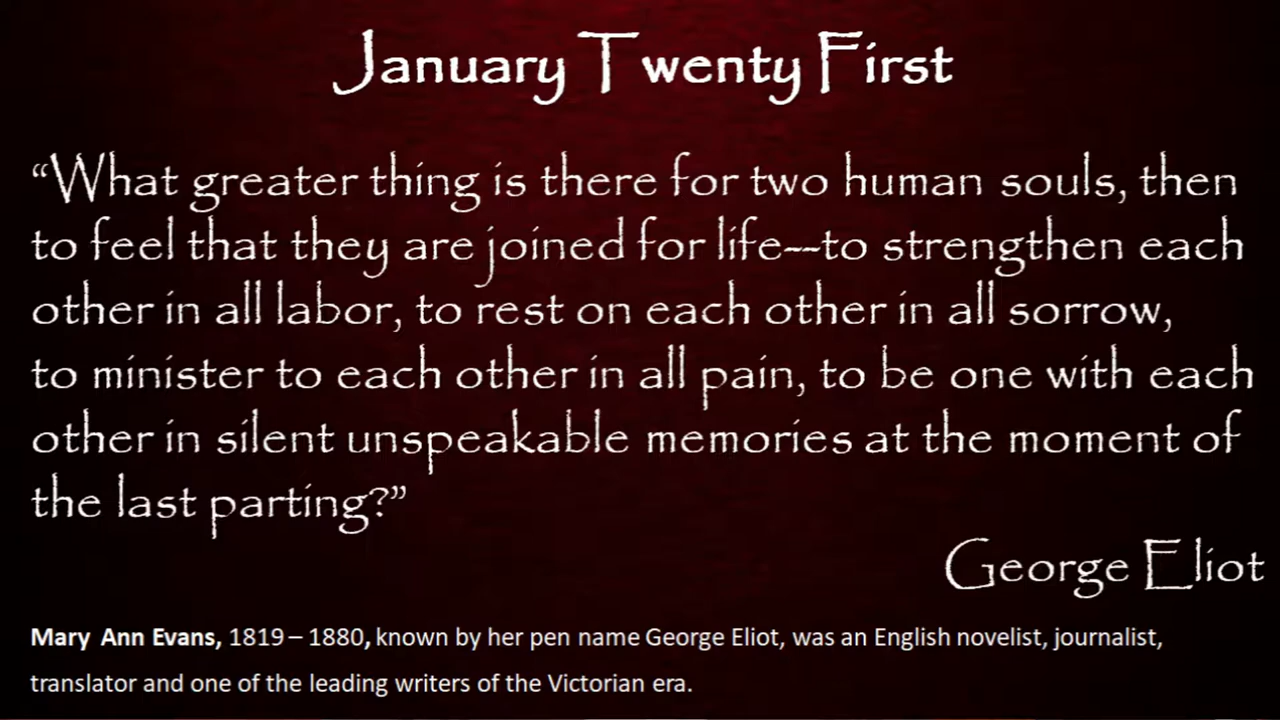 January Twenty First
“What greater thing is there for two human souls, then
to feel that they are joined for life--to strengthen each
other in all labor, to rest on each other in all sorrow,
to minister to each other in all pain, to be one with each
other in silent unspeakable memories at the moment of
the last parting?”
George Eliot
Mary Ann Evans, 1819 – 1880, known by her pen name George Eliot, was an English novelist, journalist,
translator and one of the leading writers of the Victorian era.